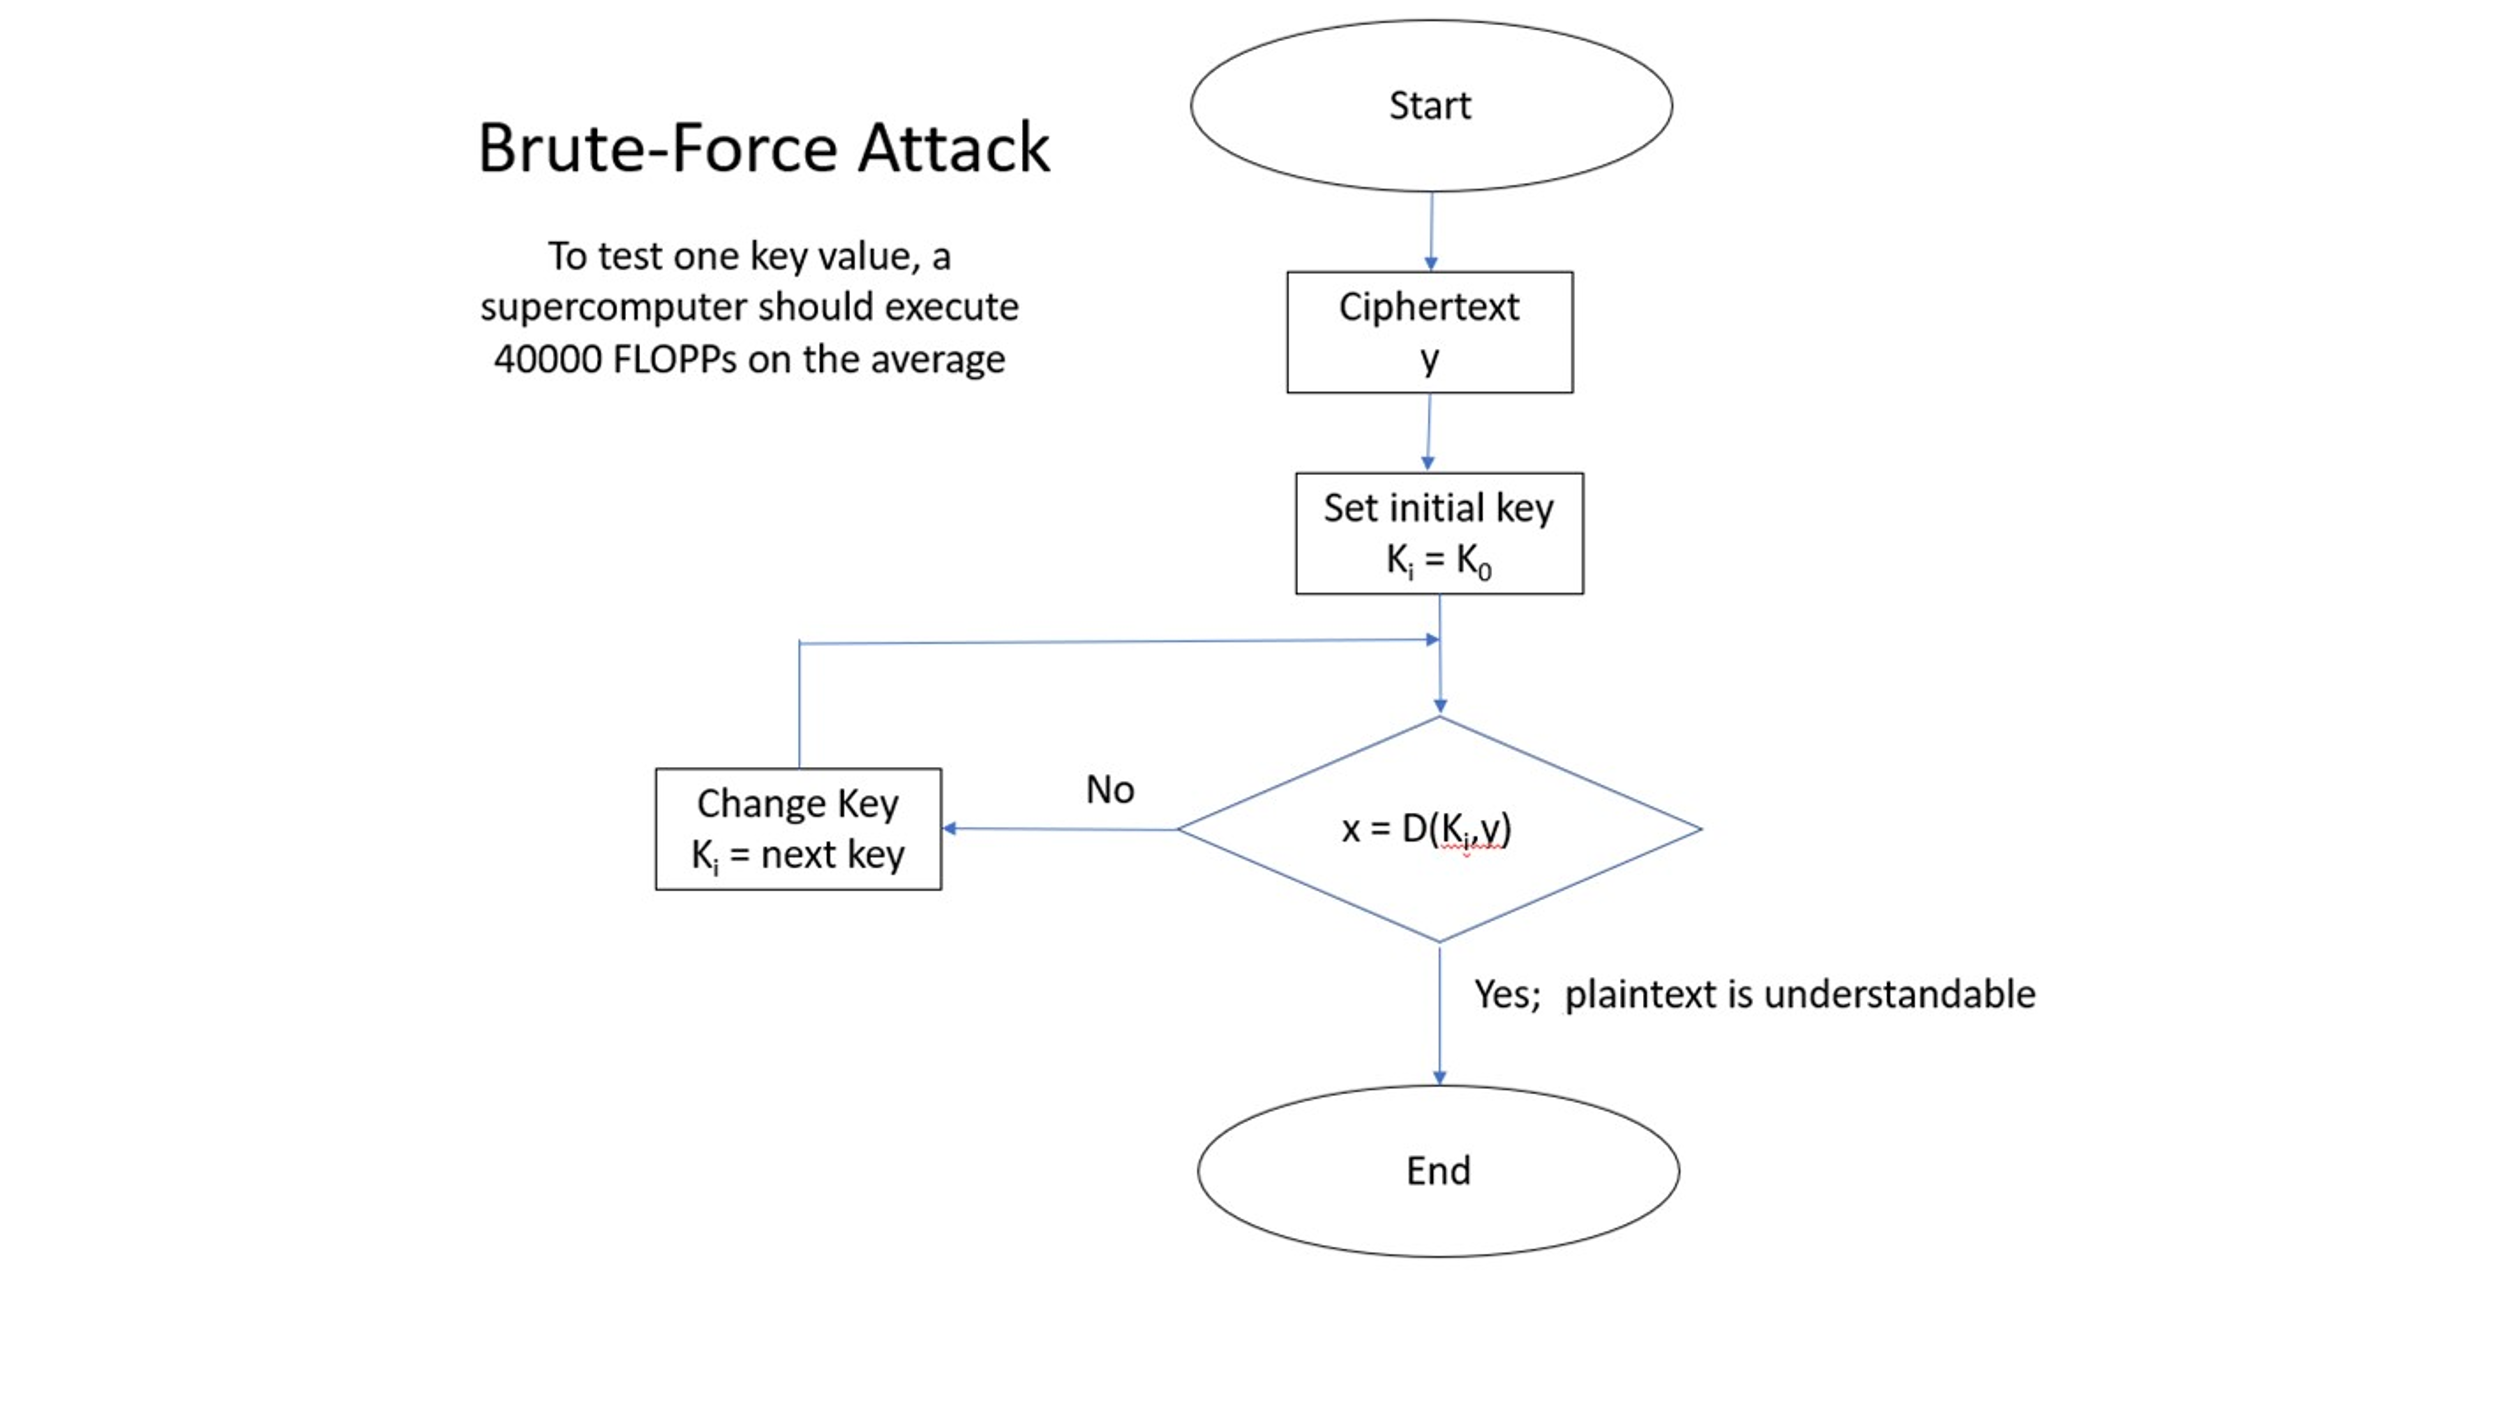 Brute-Force Attack
To test one key value, a
supercomputer should execute
40000 FLOPPs on the average
Start
Ciphertext
y
Set initial key
Kᵢ = K₀
x = D(Kᵢ,y)
No
Change Key
Kᵢ = next key
Yes; plaintext is understandable
End